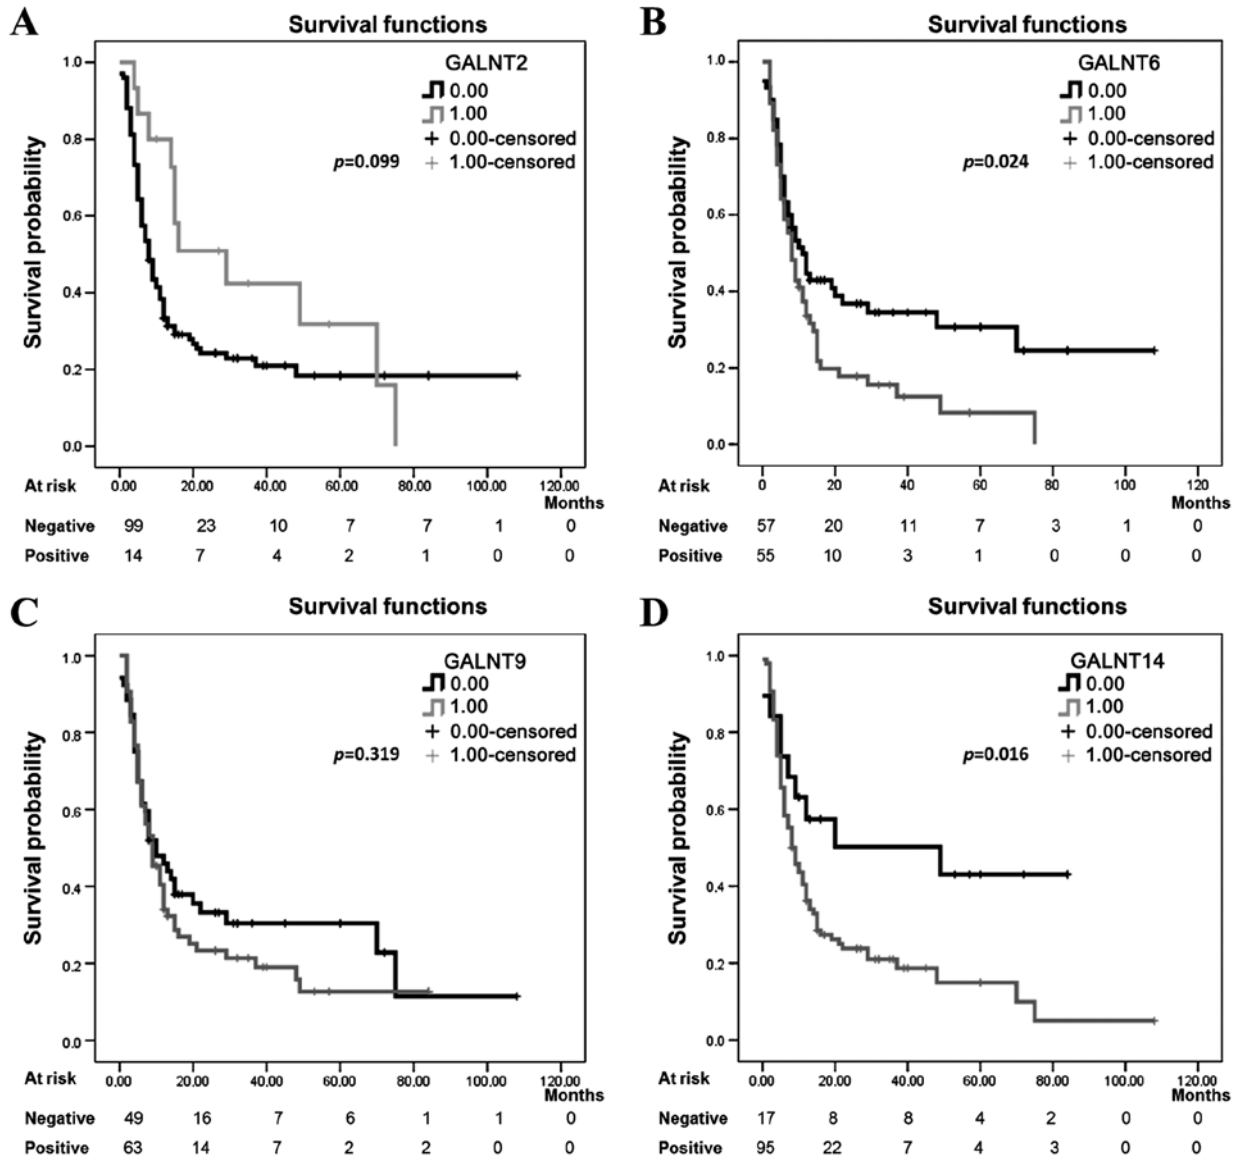 A
Survival functions
GALNT2
0.00
1.00
0.00-censored
1.00-censored
p=0.099
Survival probability
1.0
0.8
0.6
0.4
0.2
0.0
At risk 0.00 20.00 40.00 60.00 80.00 100.00 120.00
Months
Negative 99 23 10 7 7 1 0
Positive 14 7 4 2 1 0 0
B
Survival functions
GALNT6
0.00
1.00
0.00-censored
1.00-censored
p=0.024
Survival probability
1.0
0.8
0.6
0.4
0.2
0.0
At risk 0 20 40 60 80 100 120
Months
Negative 57 20 11 7 3 1 0
Positive 55 10 3 1 0 0 0
C
Survival functions
GALNT9
0.00
1.00
0.00-censored
1.00-censored
p=0.319
Survival probability
1.0
0.8
0.6
0.4
0.2
0.0
At risk 0.00 20.00 40.00 60.00 80.00 100.00 120.00
Months
Negative 49 16 7 6 1 1 0
Positive 63 14 7 2 2 0 0
D
Survival functions
GALNT14
0.00
1.00
0.00-censored
1.00-censored
p=0.016
Survival probability
1.0
0.8
0.6
0.4
0.2
0.0
At risk 0.00 20.00 40.00 60.00 80.00 100.00 120.00
Months
Negative 17 8 8 4 2 0 0
Positive 95 22 7 4 3 0 0